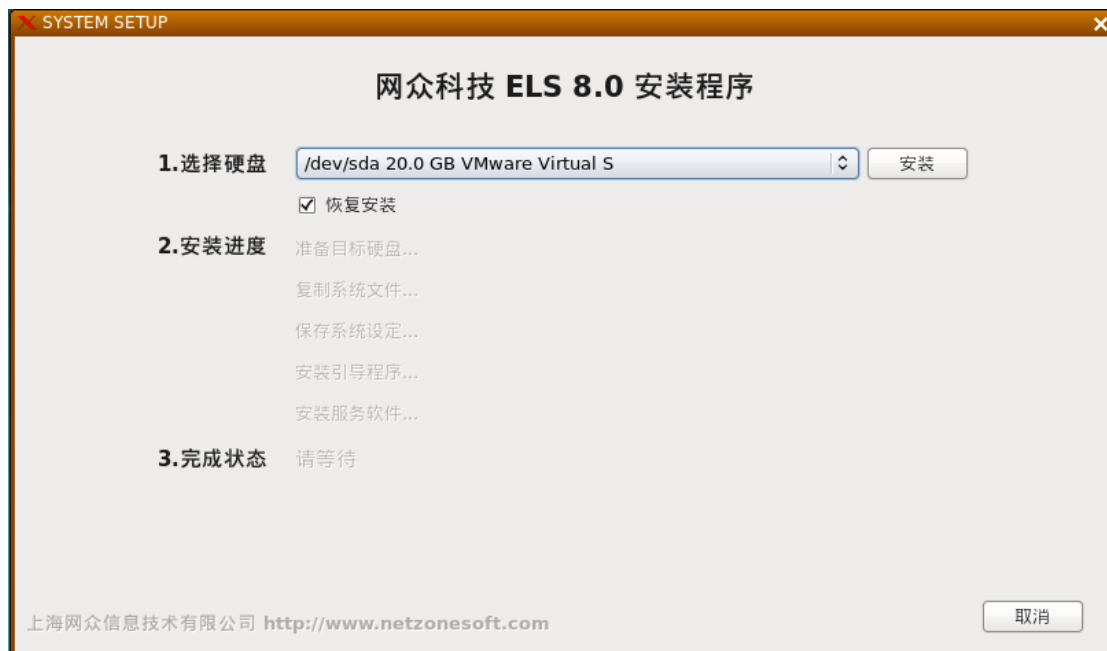 SYSTEM SETUP
网众科技 ELS 8.0 安装程序
1.选择硬盘 /dev/sda 20.0 GB VMware Virtual S 安装
恢复安装
2.安装进度 准备目标硬盘...
复制系统文件...
保存系统设定...
安装引导程序...
安装服务软件...
3.完成状态 请等待
上海网众信息技术有限公司 http://www.netzonesoft.com 取消